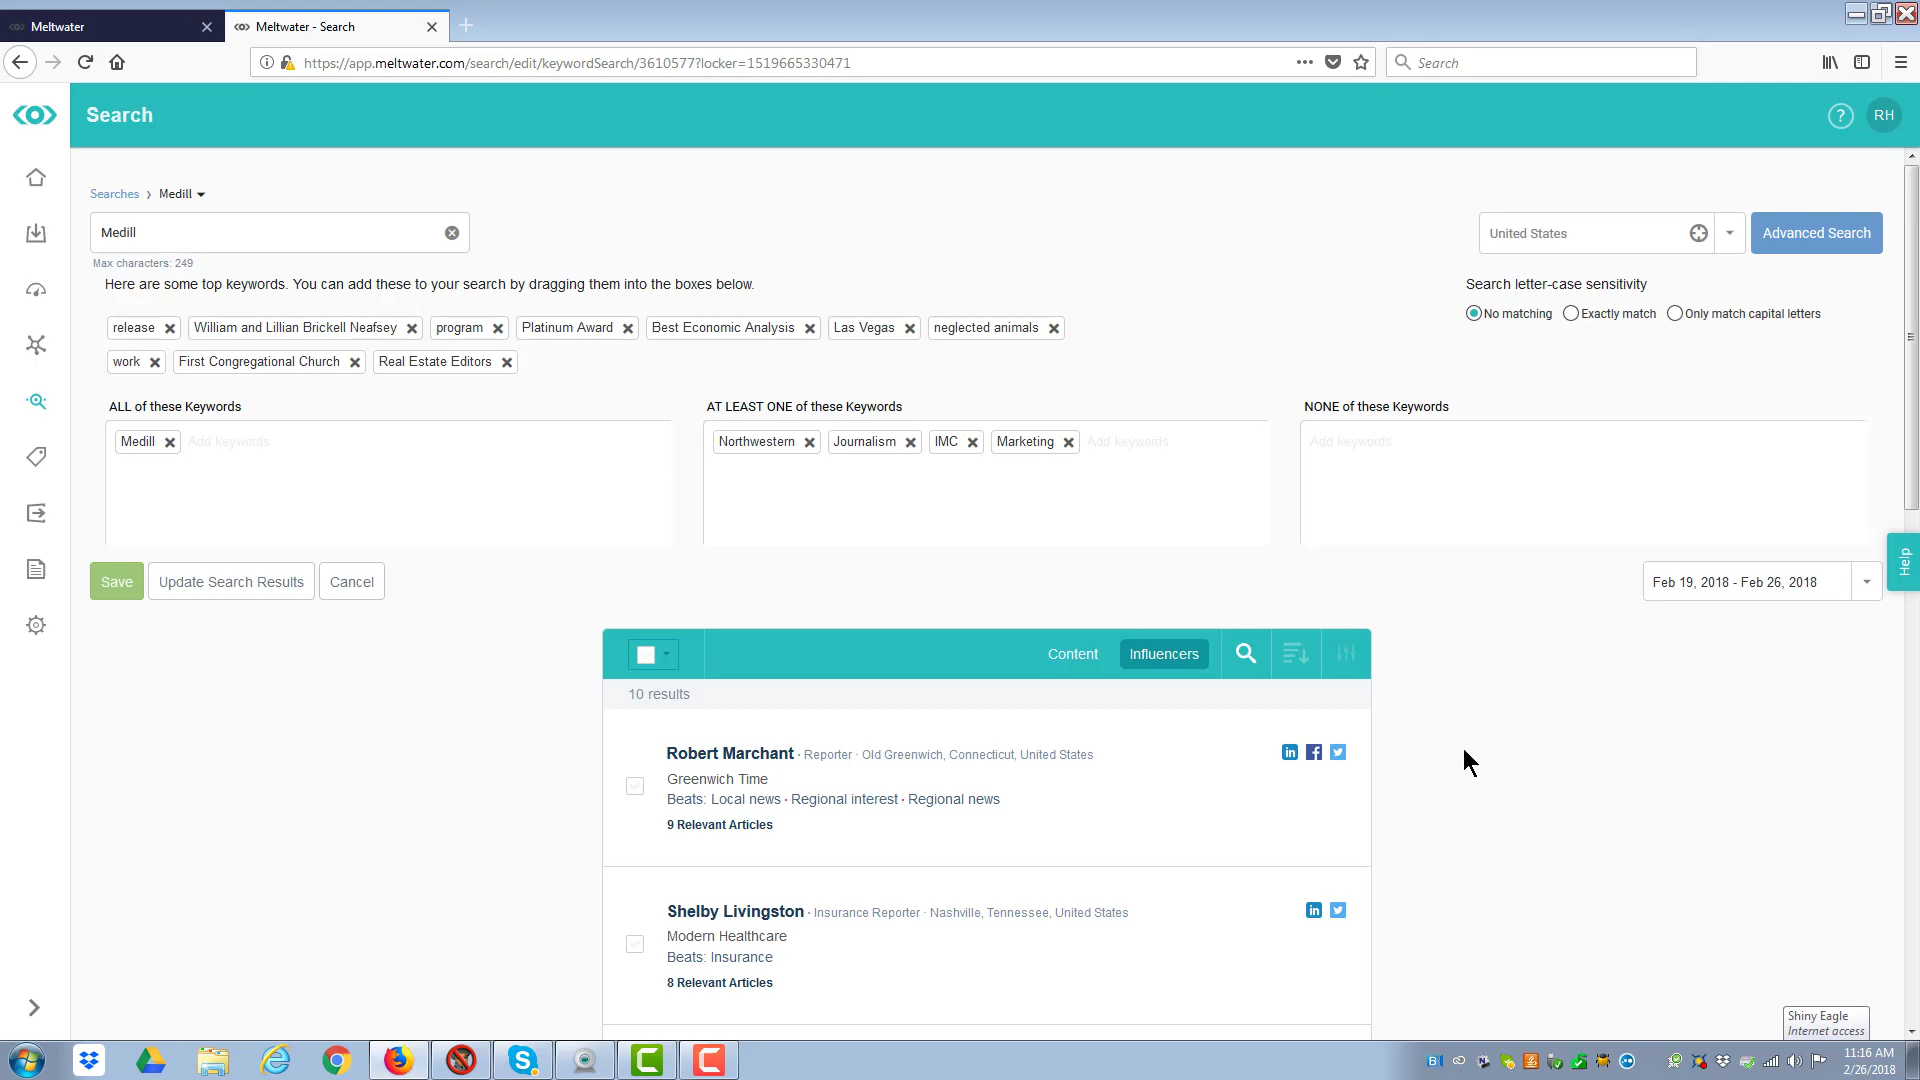 Meltwater
Meltwater - Search
https://app.meltwater.com/search/edit/keywordSearch/3610577?locker=1519665330471
Search
Search
?
RH
Searches › Medill
Medill
Max characters: 249
United States
Advanced Search
Here are some top keywords. You can add these to your search by dragging them into the boxes below.
Search letter-case sensitivity
No matching
Exactly match
Only match capital letters
release
William and Lillian Brickell Neafsey
program
Platinum Award
Best Economic Analysis
Las Vegas
neglected animals
work
First Congregational Church
Real Estate Editors
ALL of these Keywords
AT LEAST ONE of these Keywords
NONE of these Keywords
Medill
Add keywords
Northwestern
Journalism
IMC
Marketing
Add keywords
Add keywords
Help
Save
Update Search Results
Cancel
Feb 19, 2018 - Feb 26, 2018
Content
Influencers
10 results
Robert Marchant · Reporter · Old Greenwich, Connecticut, United States
Greenwich Time
Beats: Local news · Regional interest · Regional news
9 Relevant Articles
Shelby Livingston · Insurance Reporter · Nashville, Tennessee, United States
Modern Healthcare
Beats: Insurance
8 Relevant Articles
Shiny Eagle
Internet access
11:16 AM
2/26/2018